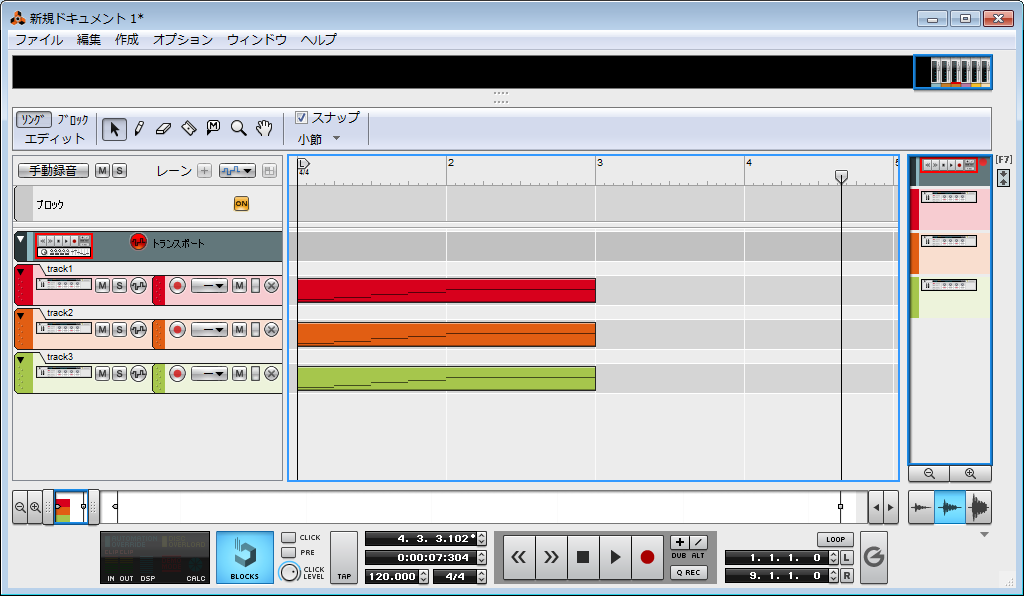 新規ドキュメント 1*
ファイル 編集 作成 オプション ウィンドウ ヘルプ
ソング ブロック
エディット
M
スナップ
小節
手動録音 M S レーン +
L 2 3 4 5
4/4
[F7]
ブロック ON
トランスポート
track1
M S M
track2
M S M
track3
M S M
CLICK
PRE
CLICK LEVEL
IN OUT DSP CALC
BLOCKS
TAP
4. 3. 3.102*
0:00:07:304
120.000 4/4
DUB ALT
Q REC
LOOP
1. 1. 1. 0 L
9. 1. 1. 0 R